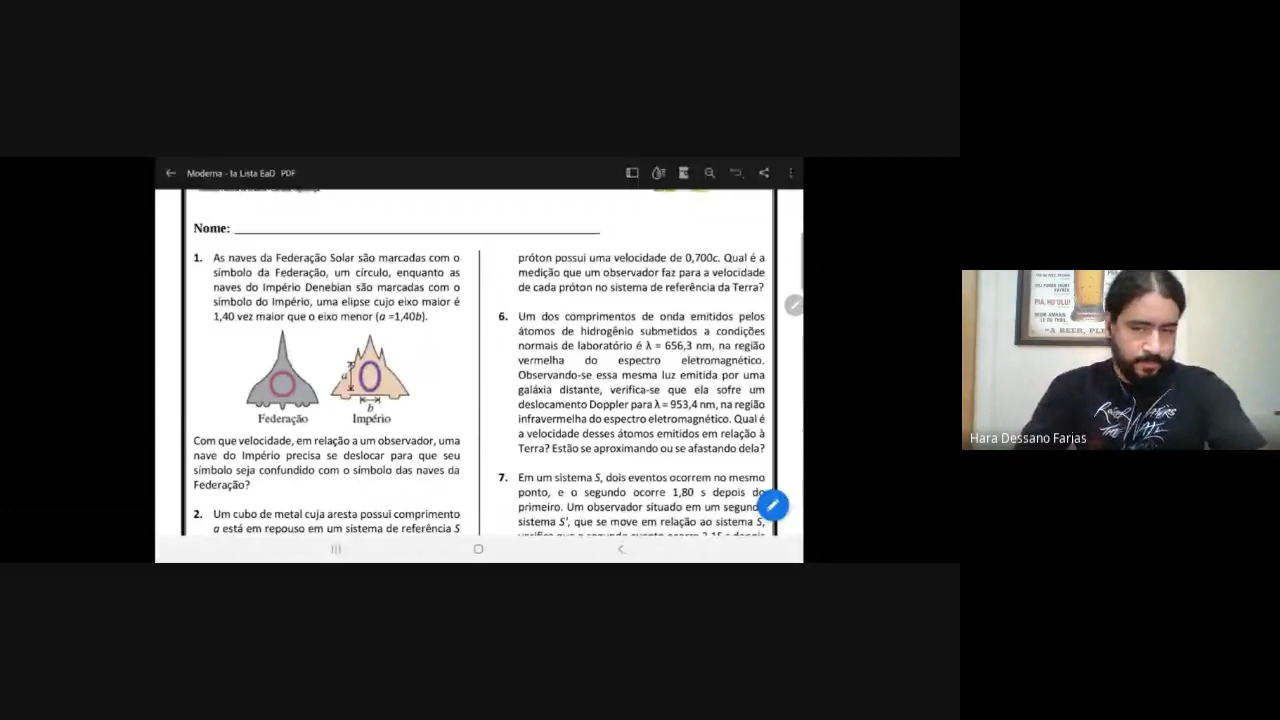 Moderna - Ia Lista EaD PDF
Nome:
1. As naves da Federação Solar são marcadas com o
símbolo da Federação, um círculo, enquanto as
naves do Império Denebian são marcadas com o
símbolo do Império, uma elipse cujo eixo maior é
1,40 vez maior que o eixo menor (a =1,40b).
a
b
Federação Império
Com que velocidade, em relação a um observador, uma
nave do Império precisa se deslocar para que seu
símbolo seja confundido com o símbolo das naves da
Federação?
2. Um cubo de metal cuja aresta possui comprimento
a está em repouso em um sistema de referência S
próton possui uma velocidade de 0,700c. Qual é a
medição que um observador faz para a velocidade
de cada próton no sistema de referência da Terra?
6. Um dos comprimentos de onda emitidos pelos
átomos de hidrogênio submetidos a condições
normais de laboratório é λ = 656,3 nm, na região
vermelha do espectro eletromagnético.
Observando-se essa mesma luz emitida por uma
galáxia distante, verifica-se que ela sofre um
deslocamento Doppler para λ = 953,4 nm, na região
infravermelha do espectro eletromagnético. Qual é
a velocidade desses átomos emitidos em relação à
Terra? Estão se aproximando ou se afastando dela?
7. Em um sistema S, dois eventos ocorrem no mesmo
ponto, e o segundo ocorre 1,80 s depois do
primeiro. Um observador situado em um segundo
sistema S', que se move em relação ao sistema S,
PIA, HO'OLU!
"A BEER, PLE
ROGER WATERS
THE WALL
Hara Dessano Farias